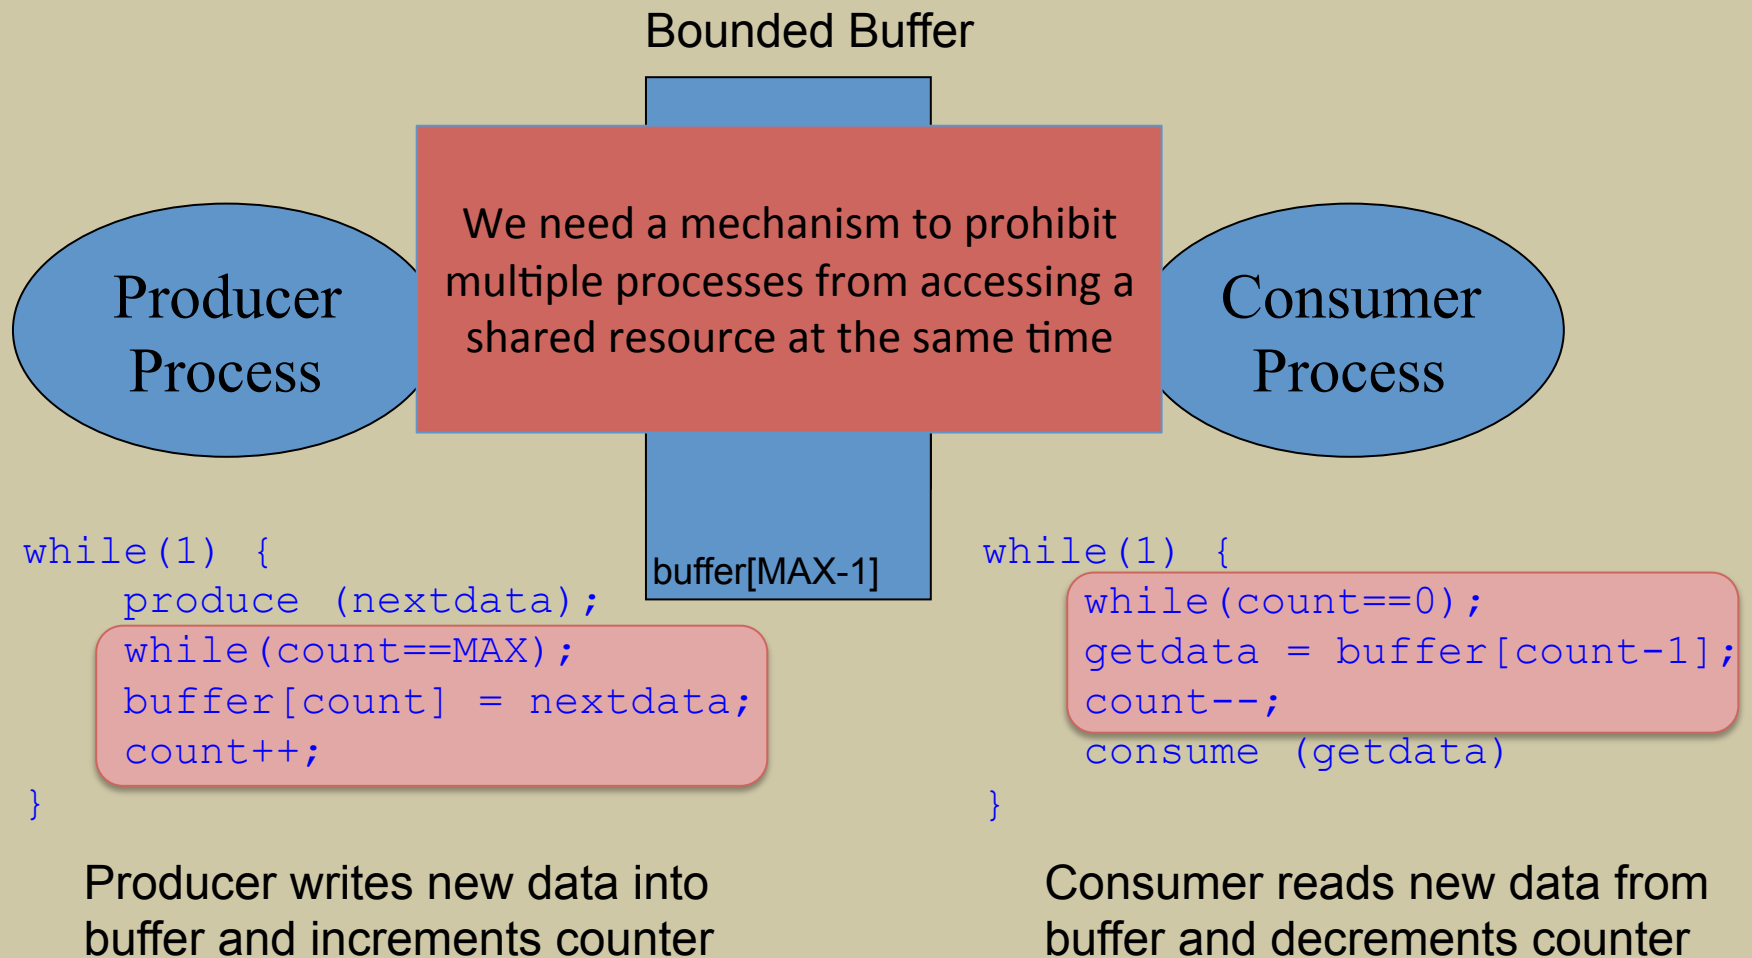 Bounded Buffer
We need a mechanism to prohibit
multiple processes from accessing a
shared resource at the same time
Producer
Process
Consumer
Process
buffer[MAX-1]
while(1) {
produce (nextdata);
while(count==MAX);
buffer[count] = nextdata;
count++;
}
Producer writes new data into
buffer and increments counter
while(1) {
while(count==0);
getdata = buffer[count-1];
count--;
consume (getdata)
}
Consumer reads new data from
buffer and decrements counter